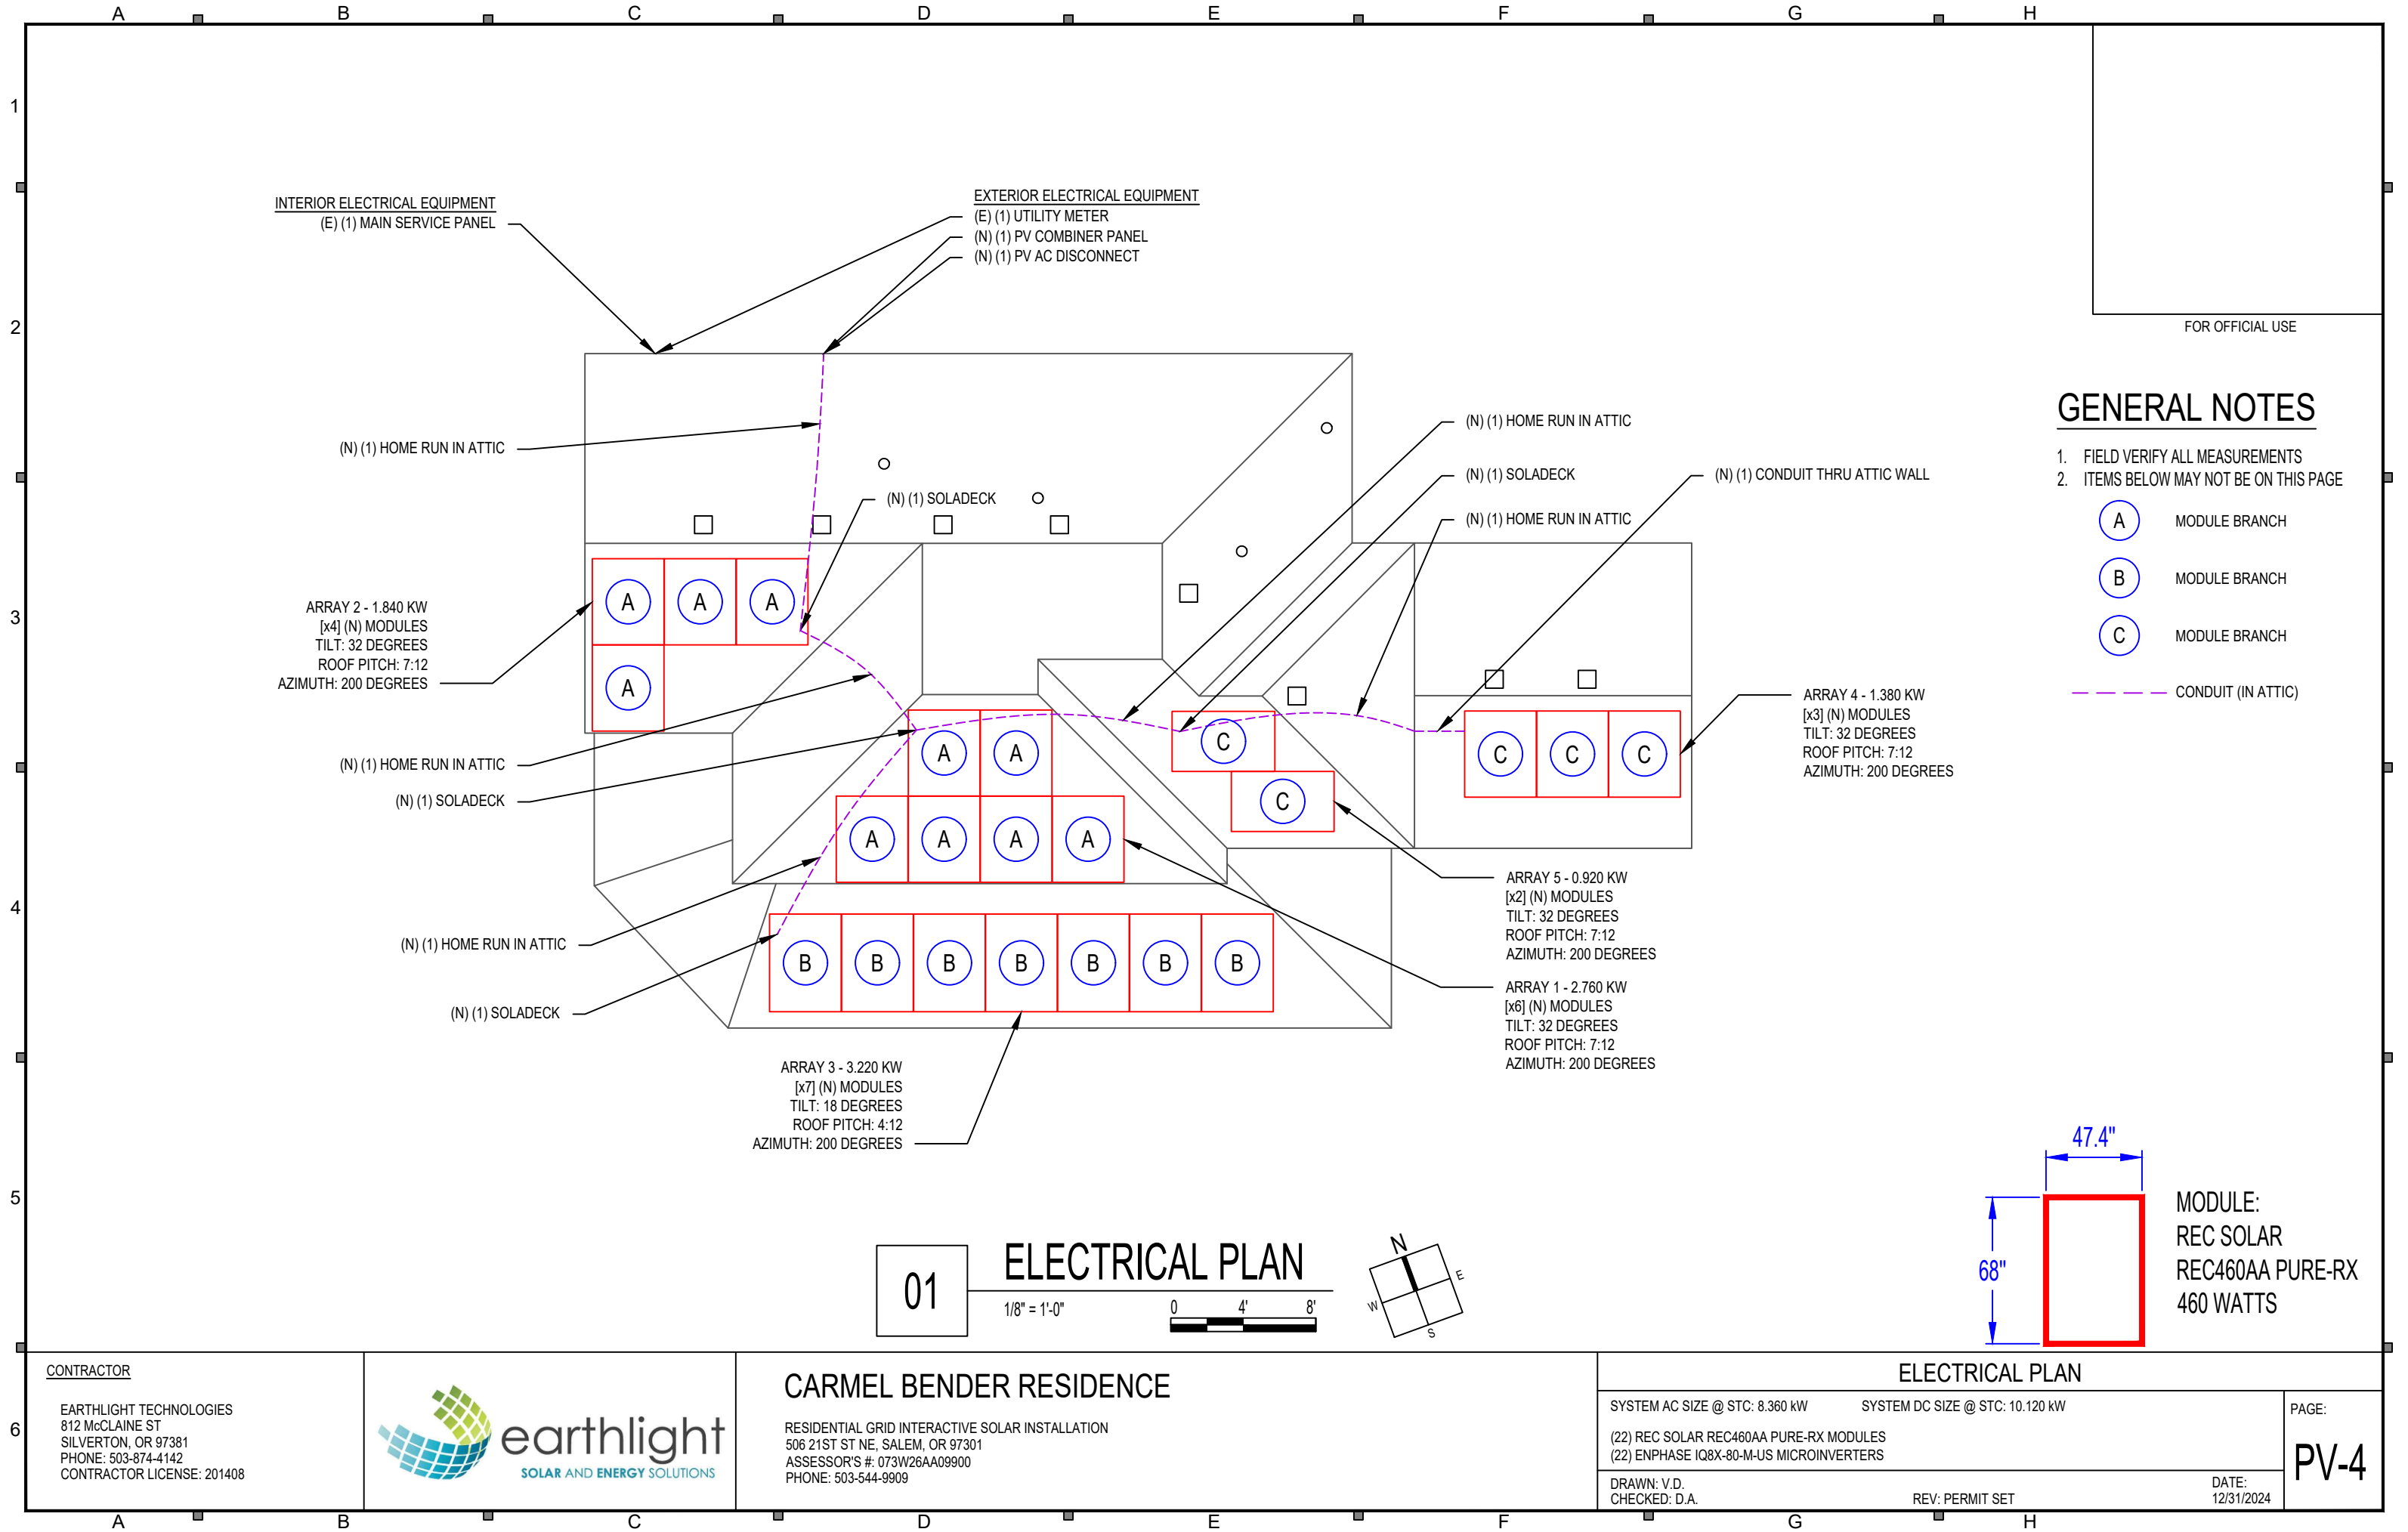 A B C D E F G H
1
2
3
4
5
6
INTERIOR ELECTRICAL EQUIPMENT
(E) (1) MAIN SERVICE PANEL
EXTERIOR ELECTRICAL EQUIPMENT
(E) (1) UTILITY METER
(N) (1) PV COMBINER PANEL
(N) (1) PV AC DISCONNECT
FOR OFFICIAL USE
GENERAL NOTES
1. FIELD VERIFY ALL MEASUREMENTS
2. ITEMS BELOW MAY NOT BE ON THIS PAGE
A MODULE BRANCH
B MODULE BRANCH
C MODULE BRANCH
CONDUIT (IN ATTIC)
(N) (1) HOME RUN IN ATTIC
(N) (1) SOLADECK
(N) (1) HOME RUN IN ATTIC
(N) (1) SOLADECK
(N) (1) HOME RUN IN ATTIC
(N) (1) CONDUIT THRU ATTIC WALL
ARRAY 2 - 1.840 KW
[x4] (N) MODULES
TILT: 32 DEGREES
ROOF PITCH: 7:12
AZIMUTH: 200 DEGREES
A A A
A
ARRAY 4 - 1.380 KW
[x3] (N) MODULES
TILT: 32 DEGREES
ROOF PITCH: 7:12
AZIMUTH: 200 DEGREES
C
C
C C C
(N) (1) HOME RUN IN ATTIC
(N) (1) SOLADECK
A A
A A A A
ARRAY 5 - 0.920 KW
[x2] (N) MODULES
TILT: 32 DEGREES
ROOF PITCH: 7:12
AZIMUTH: 200 DEGREES
(N) (1) HOME RUN IN ATTIC
(N) (1) SOLADECK
B B B B B B B
ARRAY 1 - 2.760 KW
[x6] (N) MODULES
TILT: 32 DEGREES
ROOF PITCH: 7:12
AZIMUTH: 200 DEGREES
ARRAY 3 - 3.220 KW
[x7] (N) MODULES
TILT: 18 DEGREES
ROOF PITCH: 4:12
AZIMUTH: 200 DEGREES
47.4"
68"
MODULE:
REC SOLAR
REC460AA PURE-RX
460 WATTS
01
ELECTRICAL PLAN
1/8" = 1'-0"
0 4' 8'
N
E
W
S
CONTRACTOR
EARTHLIGHT TECHNOLOGIES
812 McCLAINE ST
SILVERTON, OR 97381
PHONE: 503-874-4142
CONTRACTOR LICENSE: 201408
earthlight
SOLAR AND ENERGY SOLUTIONS
CARMEL BENDER RESIDENCE
RESIDENTIAL GRID INTERACTIVE SOLAR INSTALLATION
506 21ST ST NE, SALEM, OR 97301
ASSESSOR'S #: 073W26AA09900
PHONE: 503-544-9909
ELECTRICAL PLAN
SYSTEM AC SIZE @ STC: 8.360 kW SYSTEM DC SIZE @ STC: 10.120 kW
(22) REC SOLAR REC460AA PURE-RX MODULES
(22) ENPHASE IQ8X-80-M-US MICROINVERTERS
DRAWN: V.D.
CHECKED: D.A.
REV: PERMIT SET
DATE:
12/31/2024
PAGE:
PV-4
A B C D E F G H